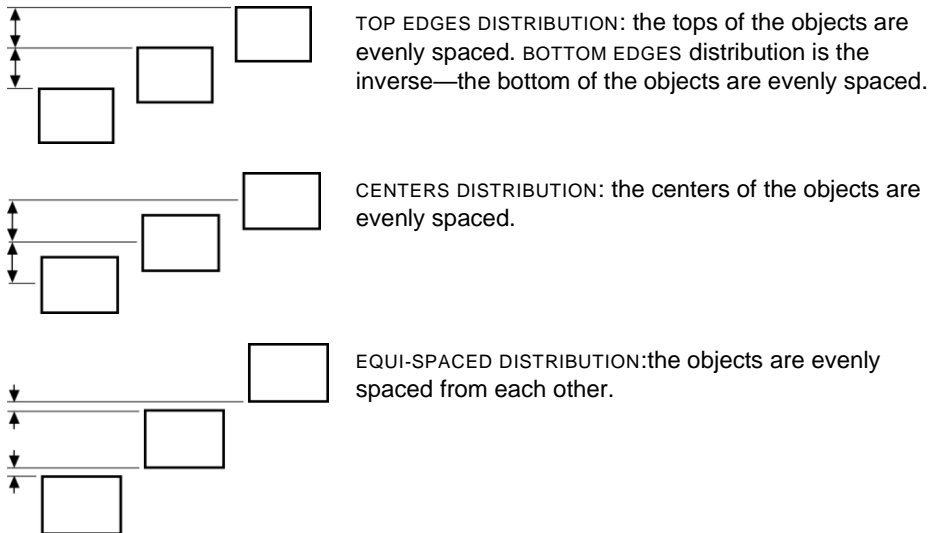 TOP EDGES DISTRIBUTION: the tops of the objects are
evenly spaced. BOTTOM EDGES distribution is the
inverse—the bottom of the objects are evenly spaced.
CENTERS DISTRIBUTION: the centers of the objects are
evenly spaced.
EQUI-SPACED DISTRIBUTION:the objects are evenly
spaced from each other.